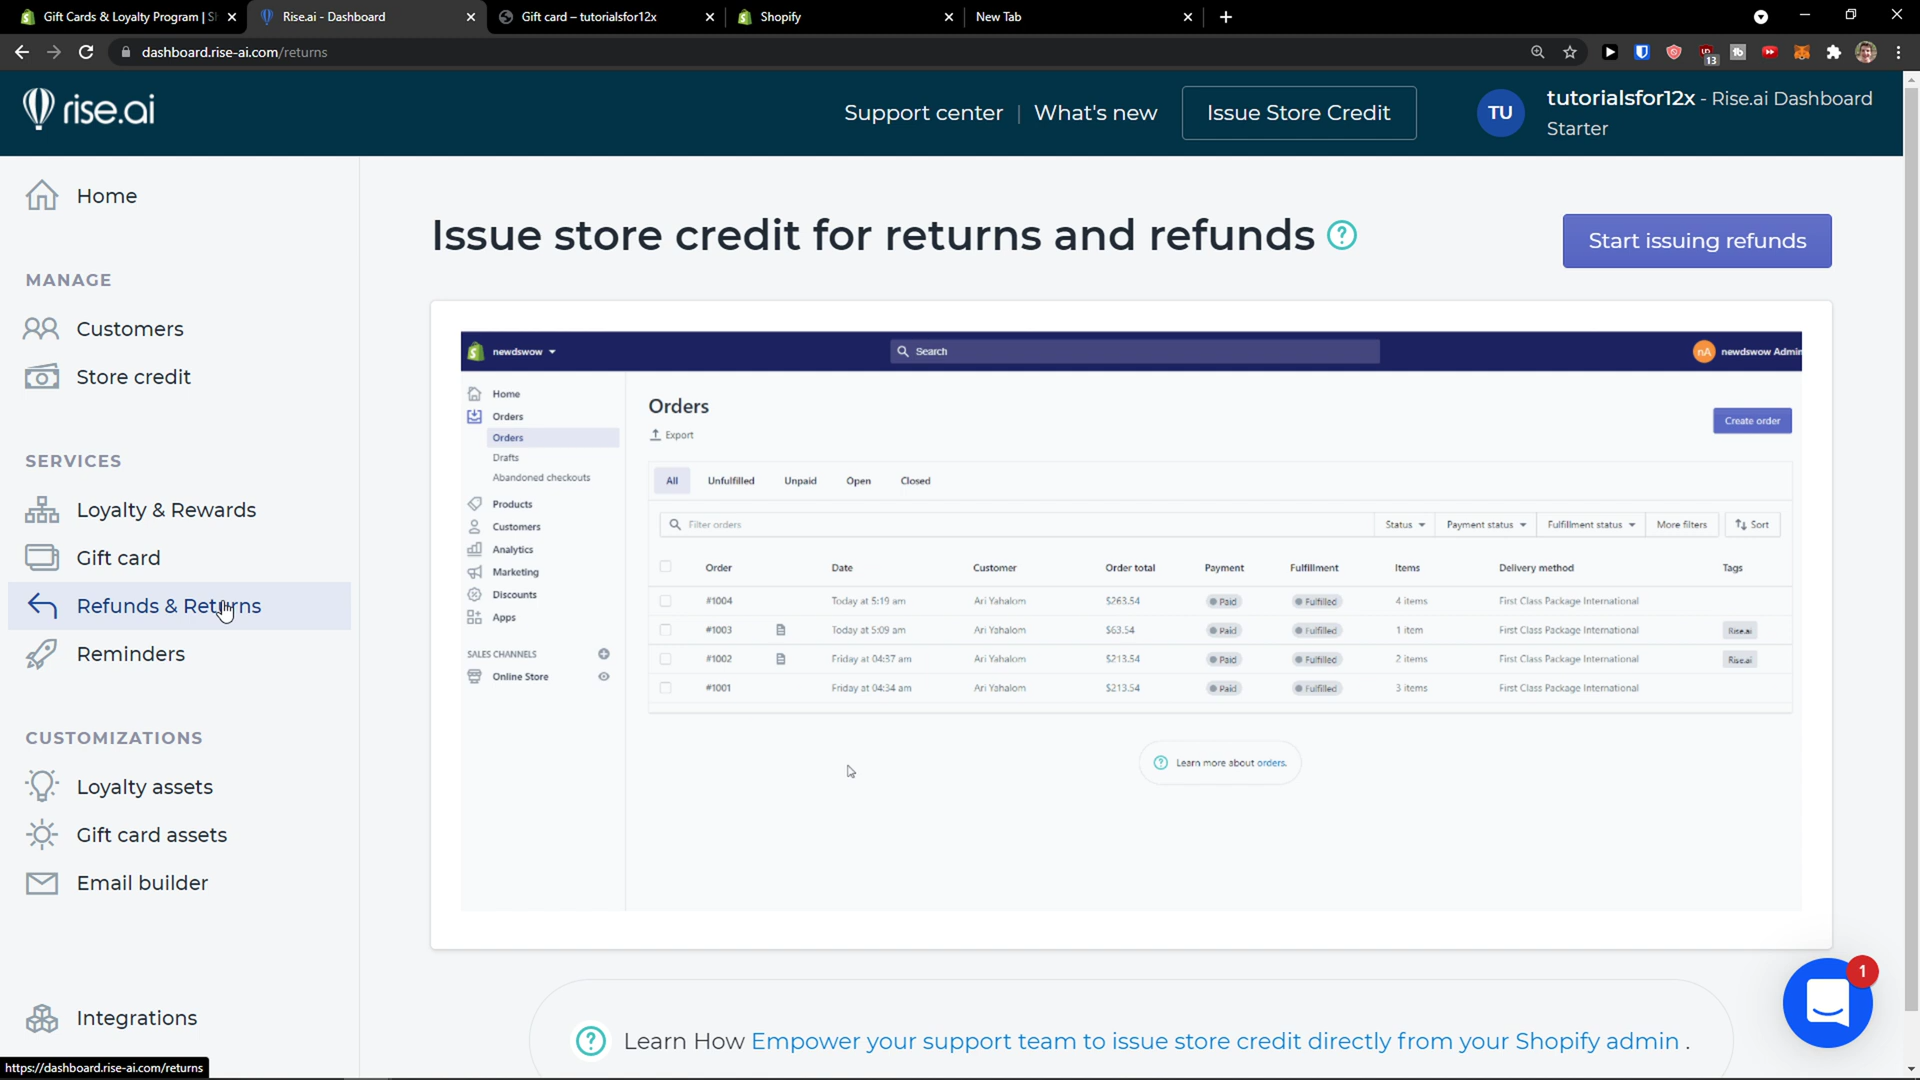 Gift Cards & Loyalty Program | S
Rise.ai - Dashboard
Gift card – tutorialsfor12x
Shopify
New Tab
dashboard.rise-ai.com/returns
13
rise.ai
Support center
What's new
Issue Store Credit
TU
tutorialsfor12x - Rise.ai Dashboard
Starter
Home
MANAGE
Customers
Store credit
SERVICES
Loyalty & Rewards
Gift card
Refunds & Returns
Reminders
CUSTOMIZATIONS
Loyalty assets
Gift card assets
Email builder
Integrations
https://dashboard.rise-ai.com/returns
Issue store credit for returns and refunds ?
Start issuing refunds
newdswow
Search
nA
newdswow Admin
Home
Orders
Orders
Drafts
Abandoned checkouts
Products
Customers
Analytics
Marketing
Discounts
Apps
SALES CHANNELS
Online Store
Orders
Export
Create order
All Unfulfilled Unpaid Open Closed
Filter orders
Status Payment status Fulfillment status More filters Sort
Order Date Customer Order total Payment Fulfillment Items Delivery method Tags
#1004 Today at 5:19 am Ari Yahalom $263.54 Paid Fulfilled 4 items First Class Package International
#1003 Today at 5:09 am Ari Yahalom $63.54 Paid Fulfilled 1 item First Class Package International Rise.ai
#1002 Friday at 04:37 am Ari Yahalom $213.54 Paid Fulfilled 2 items First Class Package International Rise.ai
#1001 Friday at 04:34 am Ari Yahalom $213.54 Paid Fulfilled 3 items First Class Package International
? Learn more about orders.
1
? Learn How Empower your support team to issue store credit directly from your Shopify admin .